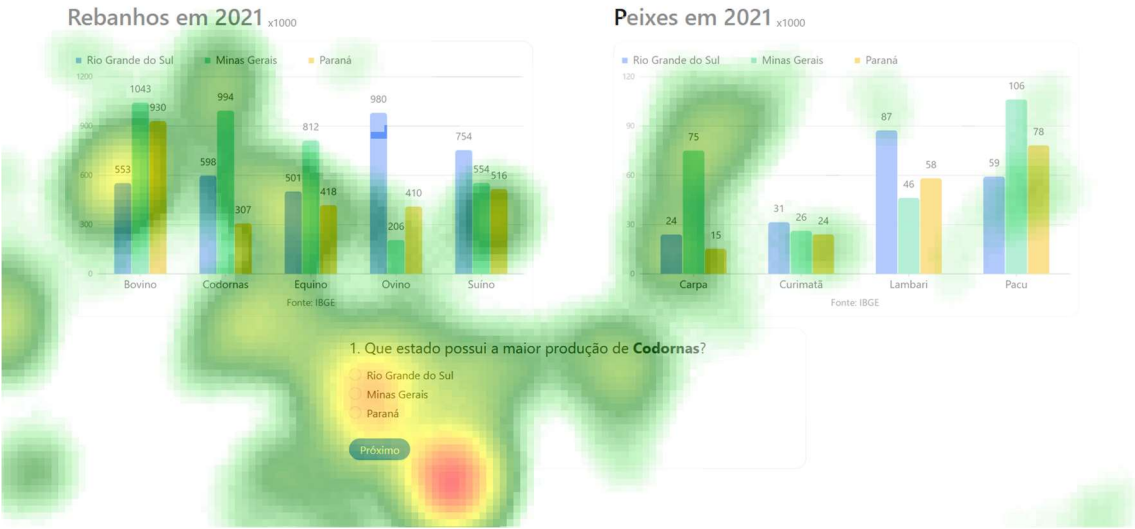 Rebanhos em 2021 x1000
Rio Grande do Sul Minas Gerais Paraná
1200
900
600
300
0
553 1043 930
598 994 307
501 812 418
980 206 410
754 554 516
Bovino Codornas Equino Ovino Suíno
Fonte: IBGE
Peixes em 2021 x1000
Rio Grande do Sul Minas Gerais Paraná
120
90
60
30
0
24 75 15
31 26 24
87 46 58
59 106 78
Carpa Curimatã Lambari Pacu
Fonte: IBGE
1. Que estado possui a maior produção de Codornas?
Rio Grande do Sul
Minas Gerais
Paraná
Próximo